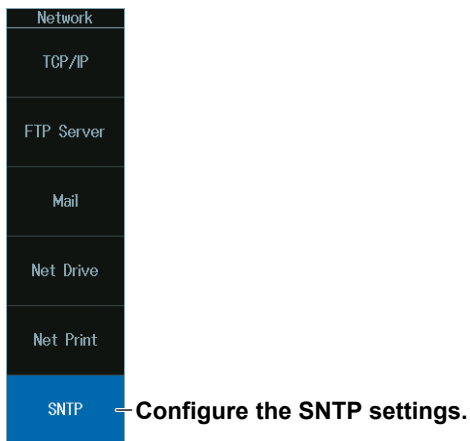 Network
TCP/IP
FTP Server
Mail
Net Drive
Net Print
SNTP
Configure the SNTP settings.